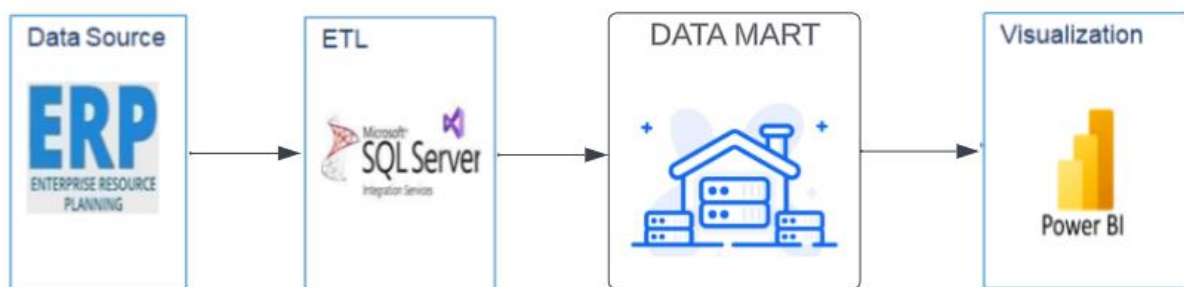 Data Source
ERP
ENTERPRISE RESOURCE
PLANNING
ETL
Microsoft®
SQL Server
Integration Services
DATA MART
Visualization
Power BI